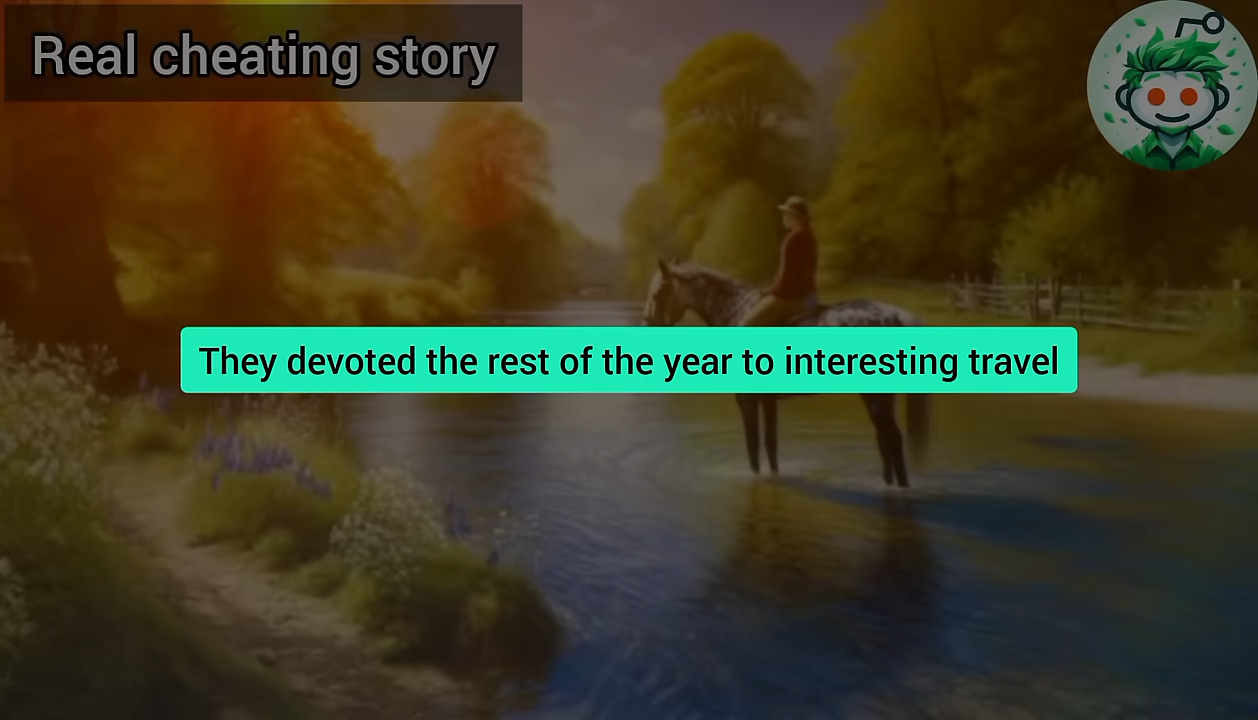 Real cheating story
They devoted the rest of the year to interesting travel